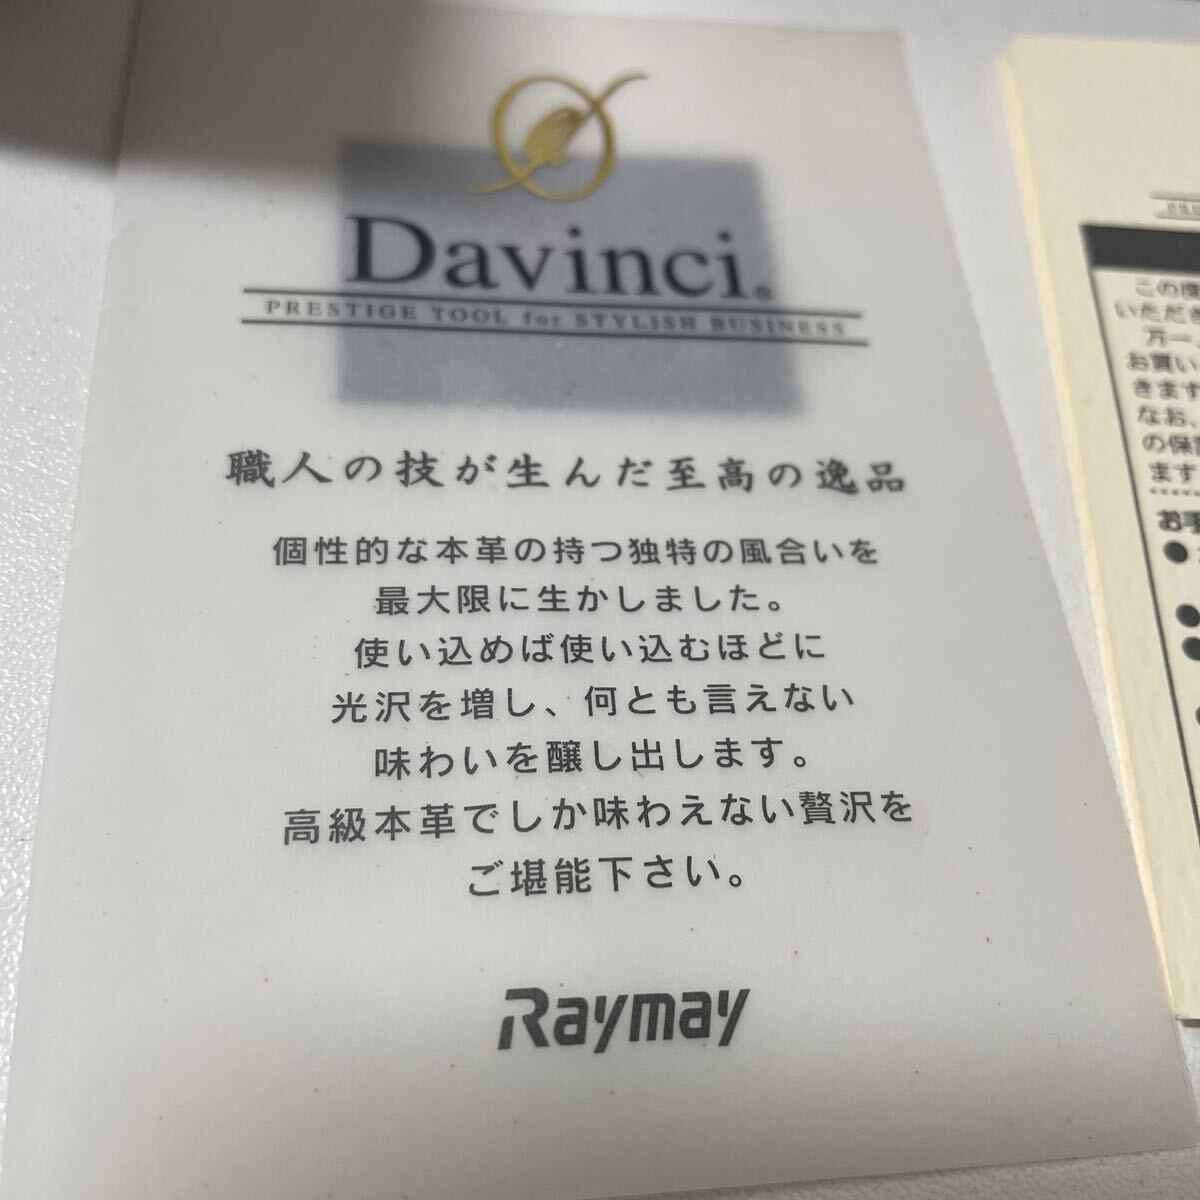 Davinci®
PRESTIGE TOOL for STYLISH BUSINESS
職人の技が生んだ至高の逸品
個性的な本革の持つ独特の風合いを
最大限に生かしました。
使い込めば使い込むほどに
光沢を増し、何とも言えない
味わいを醸し出します。
高級本革でしか味わえない贅沢を
ご堪能下さい。
Raymay
この度
いただき
万一、
お買い
きます
なお、
の保
ます
お手